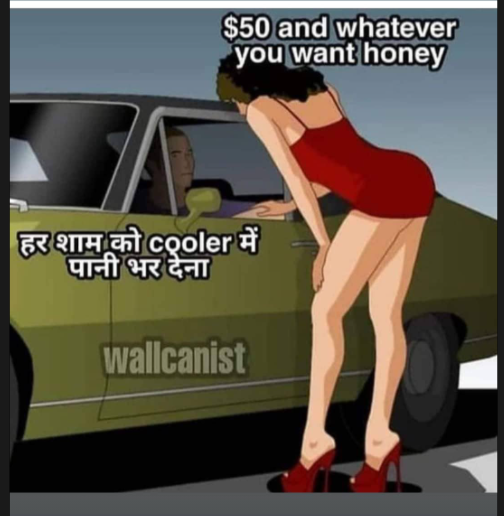 $50 and whatever
you want honey
हर शाम को cooler में
पानी भर देना
wallcanist